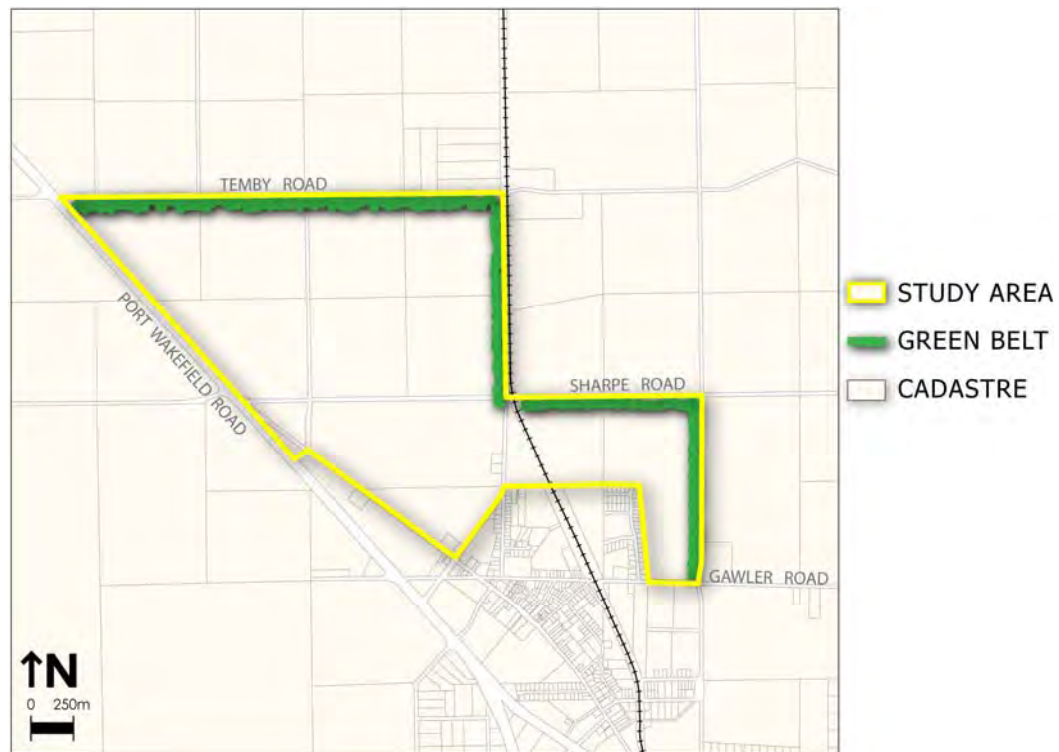 TEMBY ROAD
PORT WAKEFIELD ROAD
SHARPE ROAD
GAWLER ROAD
↑N
0 250m
STUDY AREA
GREEN BELT
CADASTRE